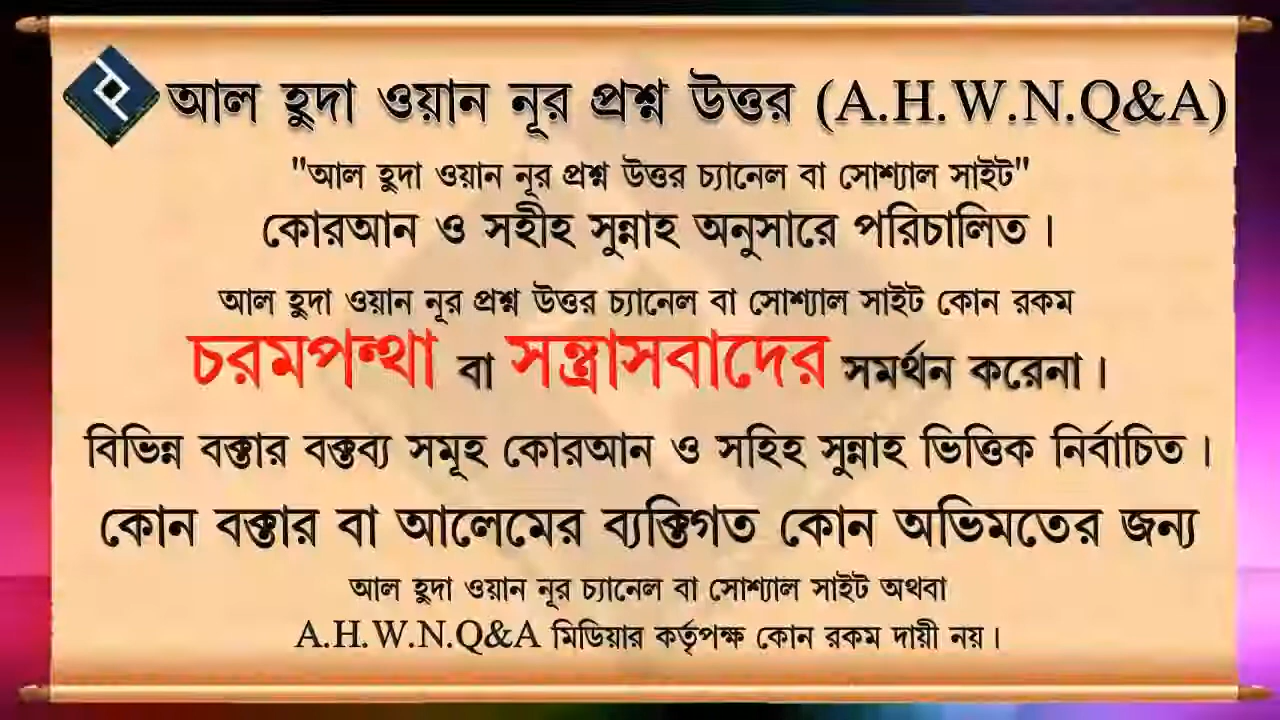 আল হুদা ওয়ান নূর প্রশ্ন উত্তর (A.H.W.N.Q&A)
"আল হুদা ওয়ান নূর প্রশ্ন উত্তর চ্যানেল বা সোশ্যাল সাইট"
কোরআন ও সহীহ সুন্নাহ অনুসারে পরিচালিত।
আল হুদা ওয়ান নূর প্রশ্ন উত্তর চ্যানেল বা সোশ্যাল সাইট কোন রকম
চরমপন্থা বা সন্ত্রাসবাদের সমর্থন করেনা।
বিভিন্ন বক্তার বক্তব্য সমূহ কোরআন ও সহিহ সুন্নাহ ভিত্তিক নির্বাচিত।
কোন বক্তার বা আলেমের ব্যক্তিগত কোন অভিমতের জন্য
আল হুদা ওয়ান নূর চ্যানেল বা সোশ্যাল সাইট অথবা
A.H.W.N.Q&A মিডিয়ার কর্তৃপক্ষ কোন রকম দায়ী নয়।